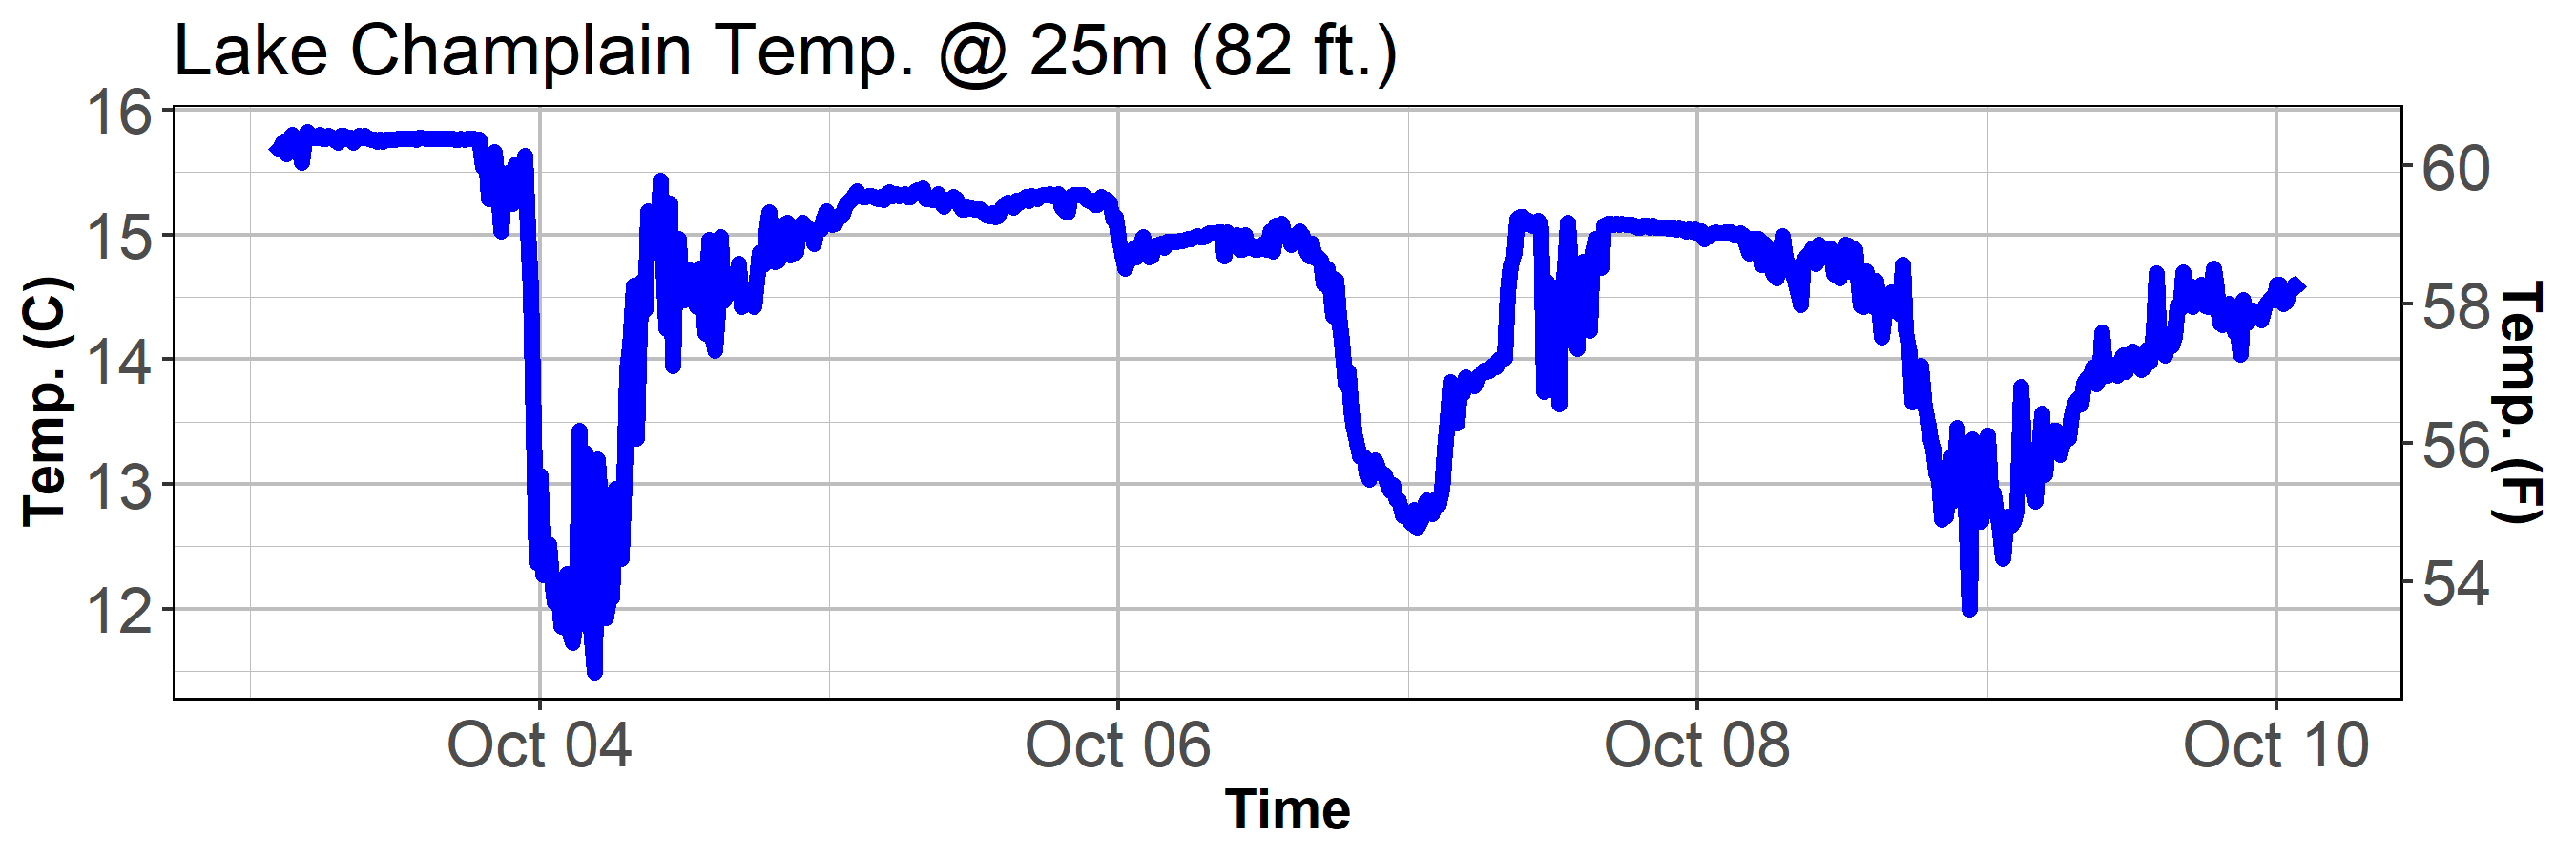 Lake Champlain Temp. @ 25m (82 ft.)
16
15
14
13
12
Temp. (C)
60
58
56
54
Temp. (F)
Oct 04
Oct 06
Oct 08
Oct 10
Time